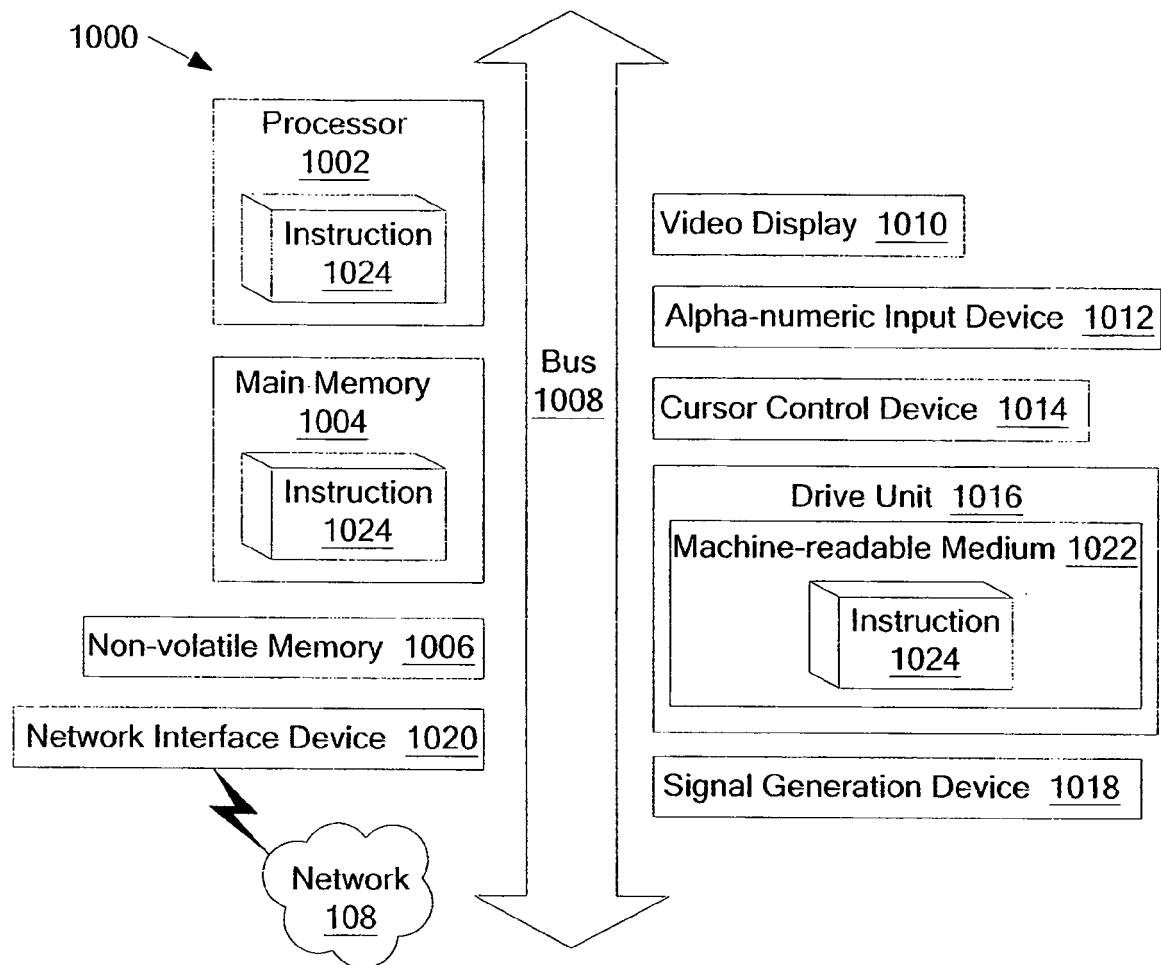 1000
Processor
1002
Instruction
1024
Main Memory
1004
Instruction
1024
Non-volatile Memory 1006
Network Interface Device 1020
Network
108
Bus
1008
Video Display 1010
Alpha-numeric Input Device 1012
Cursor Control Device 1014
Drive Unit 1016
Machine-readable Medium 1022
Instruction
1024
Signal Generation Device 1018